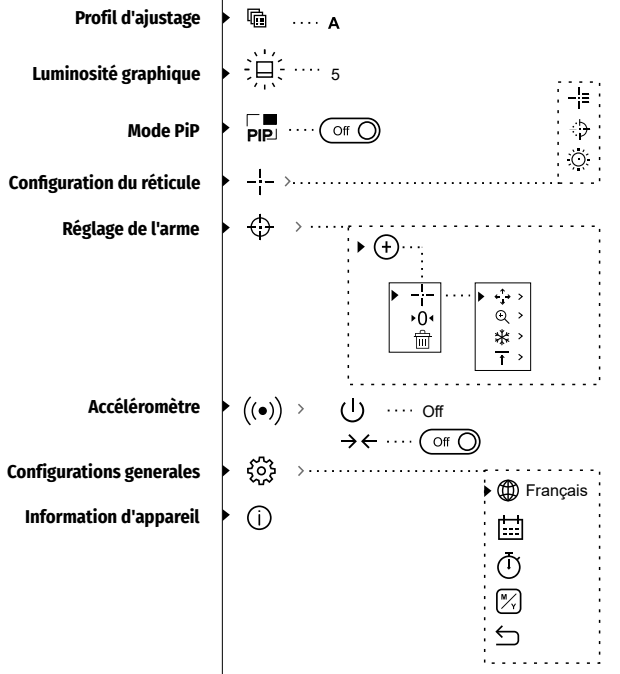 Profil d'ajustage A
Luminosité graphique 5
Mode PiP PIP Off
Configuration du réticule
Réglage de l'arme
0
Accéléromètre Off
Off
Configurations generales
Français
Information d'appareil
M/Y